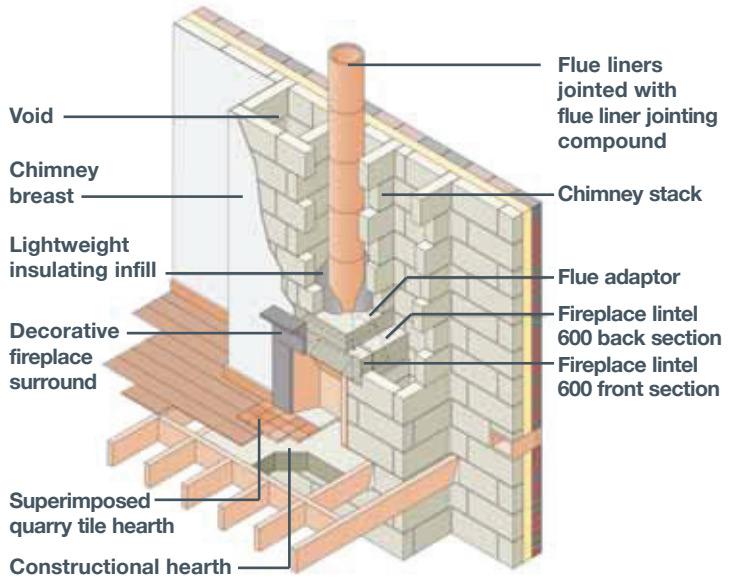 Void
Chimney
breast
Lightweight
insulating infill
Decorative
fireplace
surround
Superimposed
quarry tile hearth
Constructional hearth
Flue liners
jointed with
flue liner jointing
compound
Chimney stack
Flue adaptor
Fireplace lintel
600 back section
Fireplace lintel
600 front section